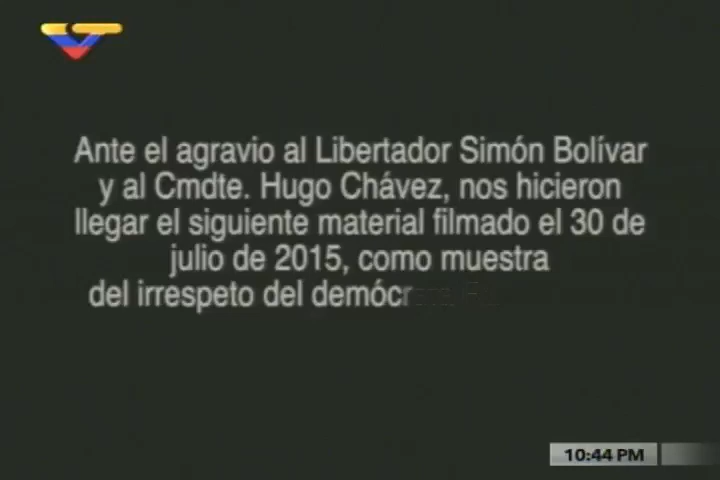 Ante el agravio al Libertador Simón Bolívar
y al Cmdte. Hugo Chávez, nos hicieron
llegar el siguiente material filmado el 30 de
julio de 2015, como muestra
del irrespeto del
10:44 PM